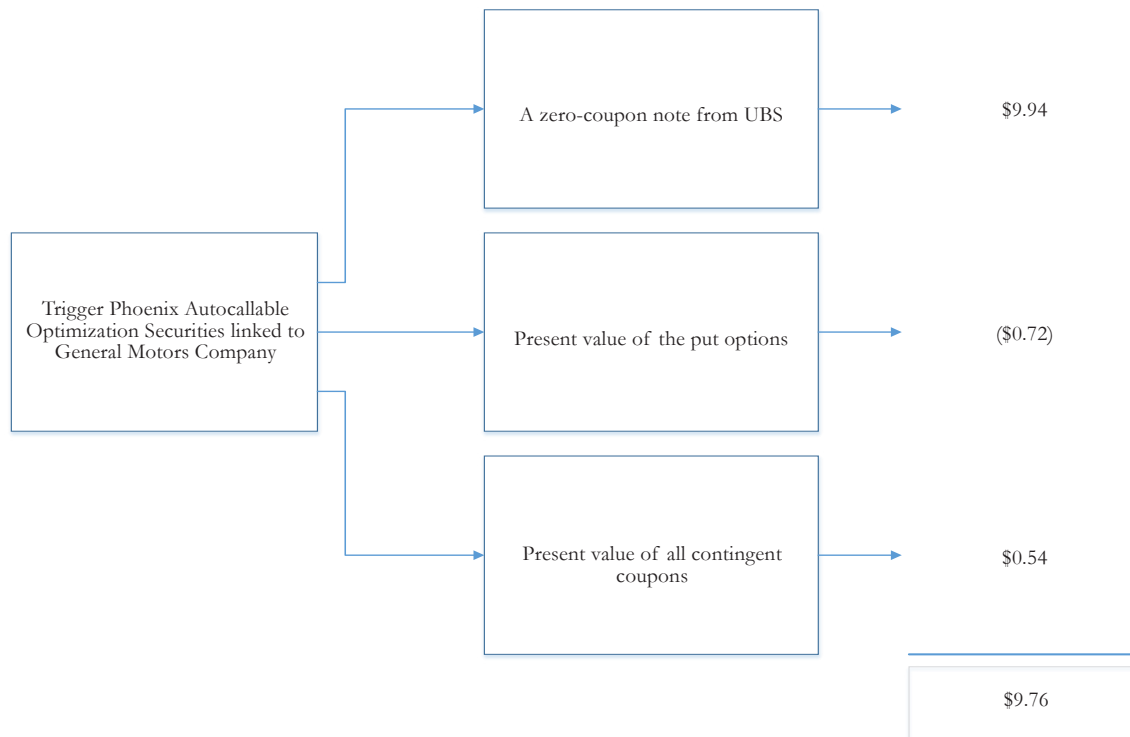 A zero-coupon note from UBS
$9.94
Trigger Phoenix Autocallable
Optimization Securities linked to
General Motors Company
Present value of the put options
($0.72)
Present value of all contingent
coupons
$0.54
$9.76